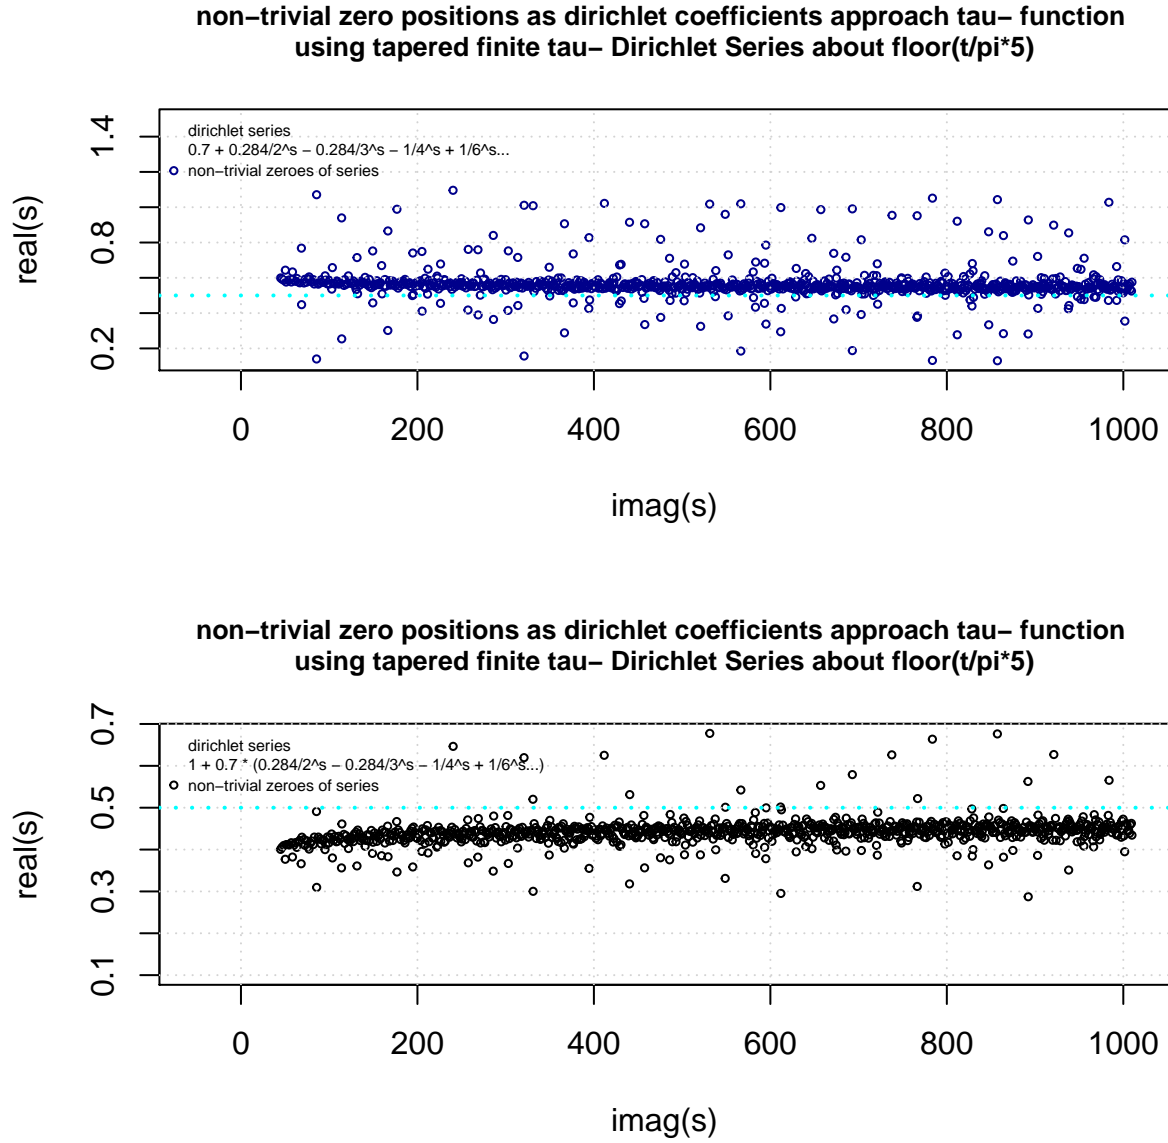 non−trivial zero positions as dirichlet coefficients approach tau− function
using tapered finite tau− Dirichlet Series about floor(t/pi*5)
dirichlet series
0.7 + 0.284/2^s − 0.284/3^s − 1/4^s + 1/6^s...
non−trivial zeroes of series
real(s)
1.4
0.8
0.2
0 200 400 600 800 1000
imag(s)
non−trivial zero positions as dirichlet coefficients approach tau− function
using tapered finite tau− Dirichlet Series about floor(t/pi*5)
dirichlet series
1 + 0.7 * (0.284/2^s − 0.284/3^s − 1/4^s + 1/6^s...)
non−trivial zeroes of series
real(s)
0.7
0.5
0.3
0.1
0 200 400 600 800 1000
imag(s)